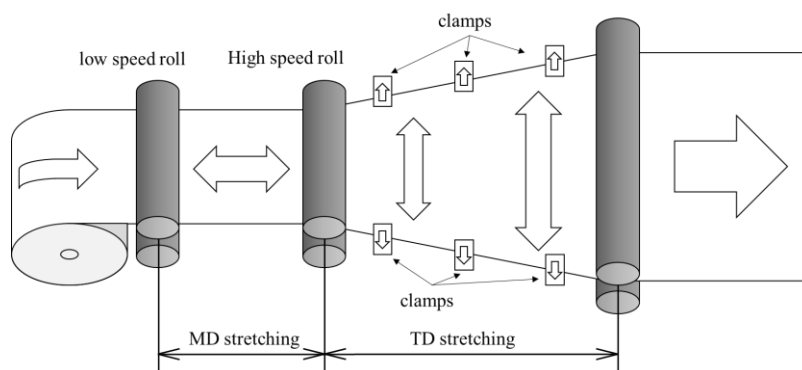 clamps
low speed roll
High speed roll
clamps
MD stretching
TD stretching